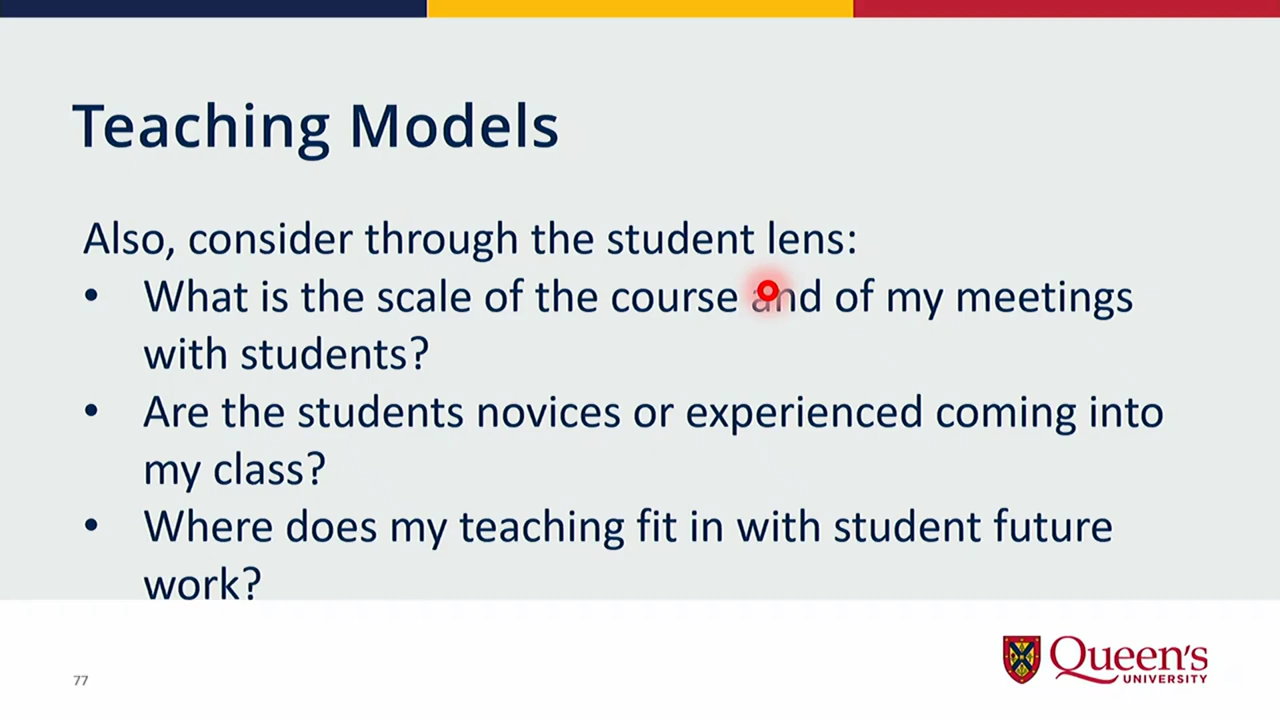 Teaching Models
Also, consider through the student lens:
• What is the scale of the course and of my meetings
with students?
• Are the students novices or experienced coming into
my class?
• Where does my teaching fit in with student future
work?
77
Queen's
UNIVERSITY